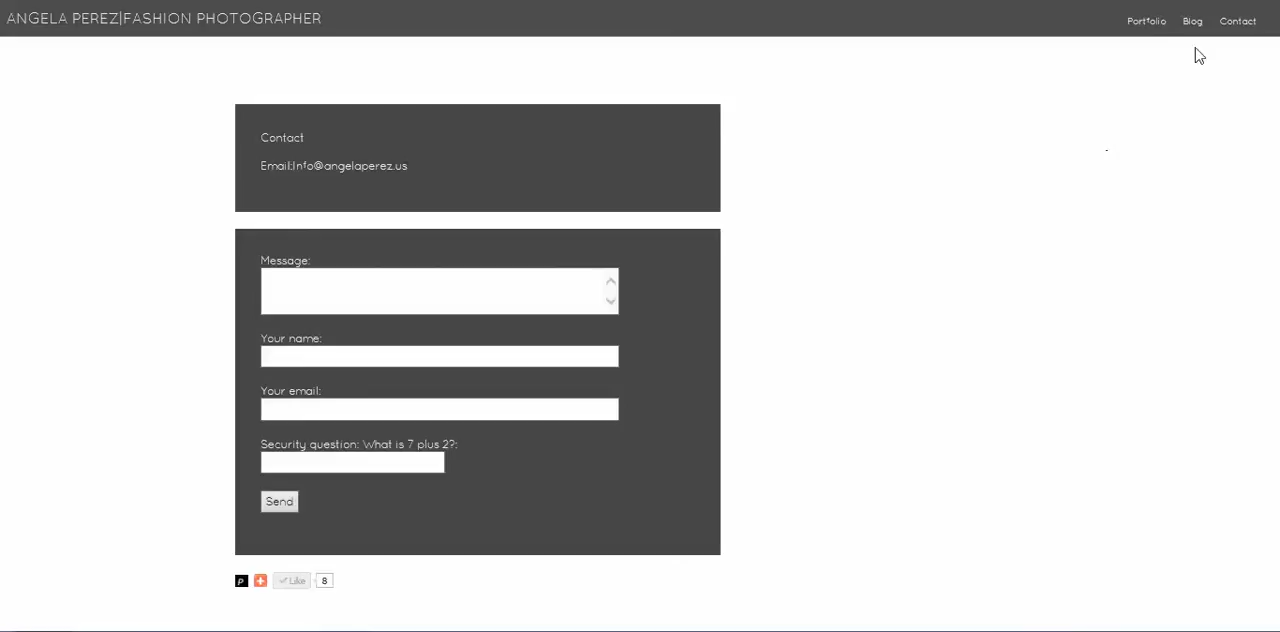 ANGELA PEREZ|FASHION PHOTOGRAPHER
Portfolio Blog Contact
Contact
Email:Info@angelaperez.us
Message:
Your name:
Your email:
Security question: What is 7 plus 2?:
Send
p Like 8